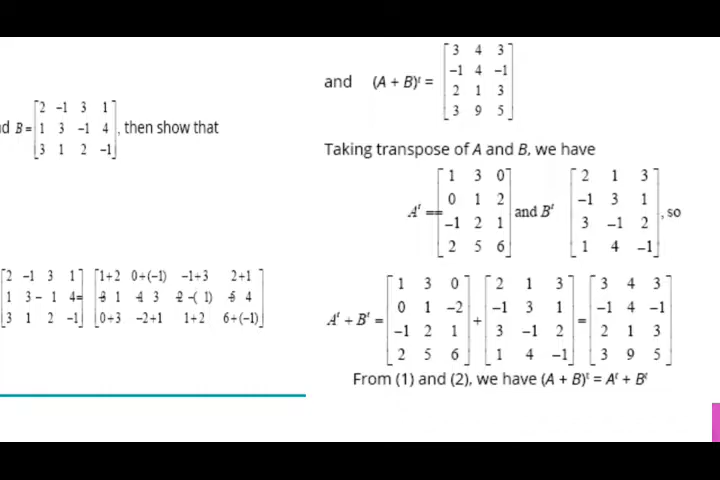 nd B = [2 -1 3 1
1 3 -1 4
3 1 2 -1], then show that
[2 -1 3 1
1 3 - 1 4
3 1 2 -1]
=
[1+2 0+(-1) -1+3 2+1
1 3 2 -( 1) 4
0+3 -2+1 1+2 6+(-1)]
and (A + B)ᵗ = [3 4 3
-1 4 -1
2 1 3
3 9 5]
Taking transpose of A and B, we have
Aᵗ == [1 3 0
0 1 2
-1 2 1
2 5 6] and Bᵗ [2 1 3
-1 3 1
3 -1 2
1 4 -1], so
Aᵗ + Bᵗ = [1 3 0
0 1 -2
-1 2 1
2 5 6] + [2 1 3
-1 3 1
3 -1 2
1 4 -1] = [3 4 3
-1 4 -1
2 1 3
3 9 5]
From (1) and (2), we have (A + B)ᵗ = Aᵗ + Bᵗ